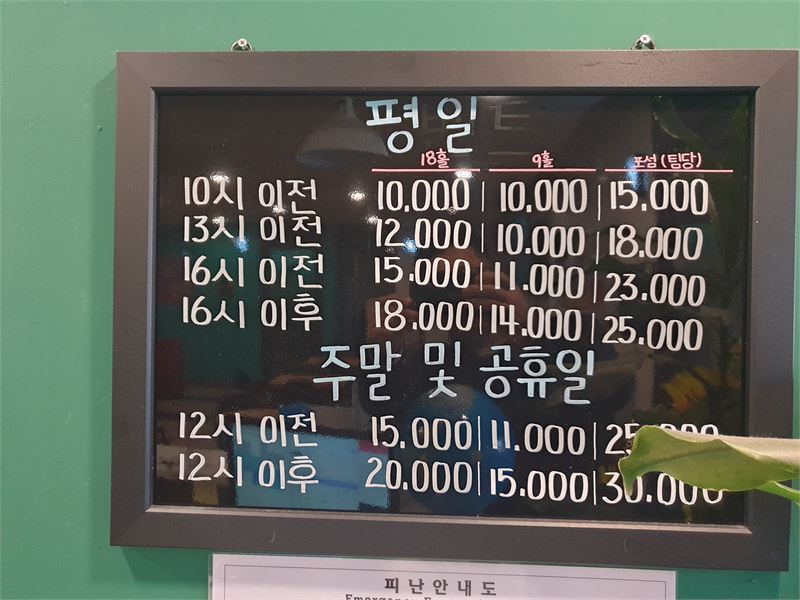 평일
18홀 9홀 포섬(팀당)
10시 이전 10.000 10.000 15.000
13시 이전 12.000 10.000 18.000
16시 이전 15.000 11.000 23.000
16시 이후 18.000 14.000 25.000
주말 및 공휴일
12시 이전 15.000 11.000
12시 이후 20.000 15.000 30.000
피난안내도